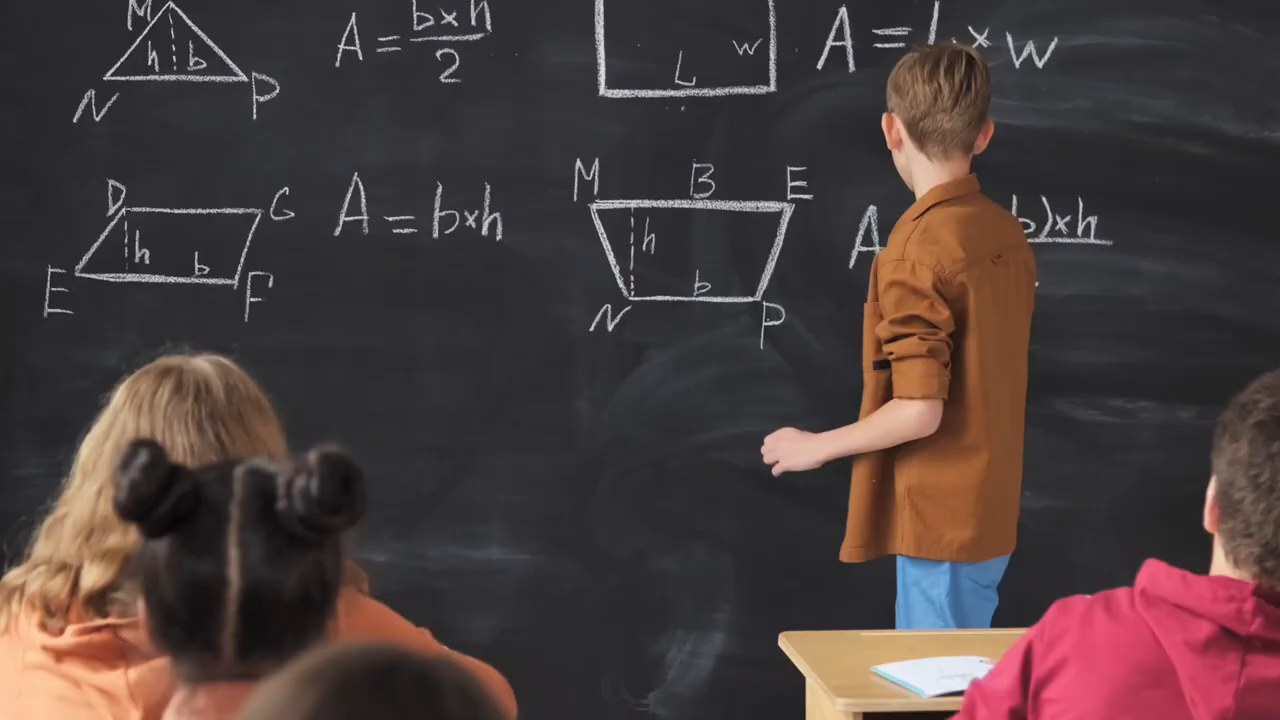 M
h b
N P
A = b×h
2
L w
A = L × w
D G
h b
E F
A = b×h
M B E
h
b
N P
A b)×h